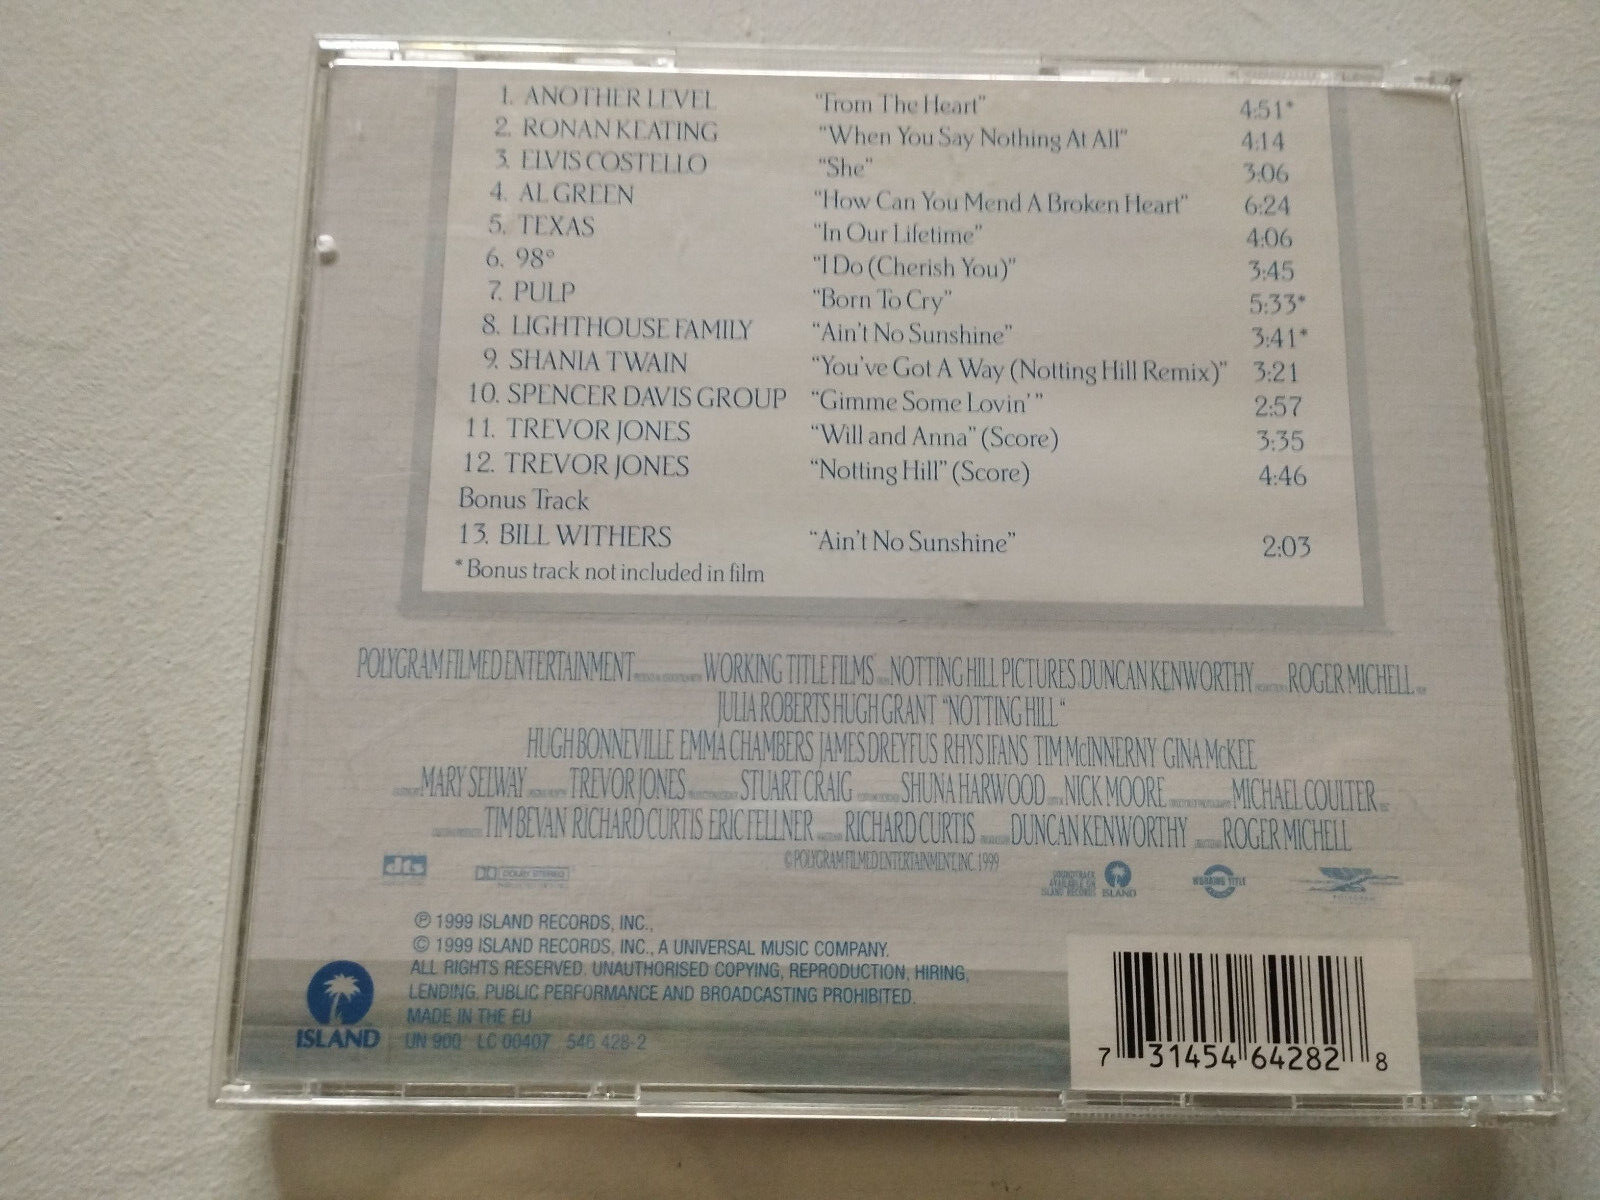 1. ANOTHER LEVEL "From The Heart" 4:51*
2. RONAN KEATING "When You Say Nothing At All" 4:14
3. ELVIS COSTELLO "She" 3:06
4. AL GREEN "How Can You Mend A Broken Heart" 6:24
5. TEXAS "In Our Lifetime" 4:06
6. 98° "I Do (Cherish You)" 3:45
7. PULP "Born To Cry" 5:33*
8. LIGHTHOUSE FAMILY "Ain't No Sunshine" 3:41*
9. SHANIA TWAIN "You've Got A Way (Notting Hill Remix)" 3:21
10. SPENCER DAVIS GROUP "Gimme Some Lovin'" 2:57
11. TREVOR JONES "Will and Anna" (Score) 3:35
12. TREVOR JONES "Notting Hill" (Score) 4:46
Bonus Track
13. BILL WITHERS "Ain't No Sunshine" 2:03
*Bonus track not included in film
POLYGRAM FILMED ENTERTAINMENT WORKING TITLE FILMS NOTTING HILL PICTURES DUNCAN KENWORTHY ROGER MICHELL
JULIA ROBERTS HUGH GRANT "NOTTING HILL"
HUGH BONNEVILLE EMMA CHAMBERS JAMES DREYFUS RHYS IFANS TIM McINNERNY GINA McKEE
MARY SELWAY TREVOR JONES STUART CRAIG SHUNA HARWOOD NICK MOORE MICHAEL COULTER
TIM BEVAN RICHARD CURTIS ERIC FELLNER RICHARD CURTIS DUNCAN KENWORTHY ROGER MICHELL
© POLYGRAM FILMED ENTERTAINMENT, INC. 1999
dts
DOLBY STEREO
SOUNDTRACK
AVAILABLE ON
ISLAND RECORDS
ISLAND
WORKING TITLE
℗ 1999 ISLAND RECORDS, INC.,
© 1999 ISLAND RECORDS, INC., A UNIVERSAL MUSIC COMPANY.
ALL RIGHTS RESERVED. UNAUTHORISED COPYING, REPRODUCTION, HIRING,
LENDING, PUBLIC PERFORMANCE AND BROADCASTING PROHIBITED.
MADE IN THE EU
UN 900 LC 00407 546 428-2
ISLAND
7 31454 64282 8